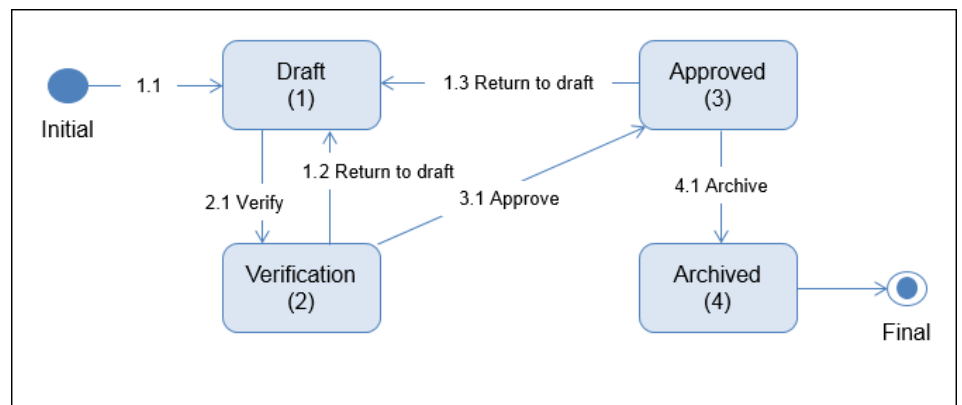 Initial
1.1
Draft
(1)
1.3 Return to draft
Approved
(3)
2.1 Verify
1.2 Return to draft
3.1 Approve
4.1 Archive
Verification
(2)
Archived
(4)
Final